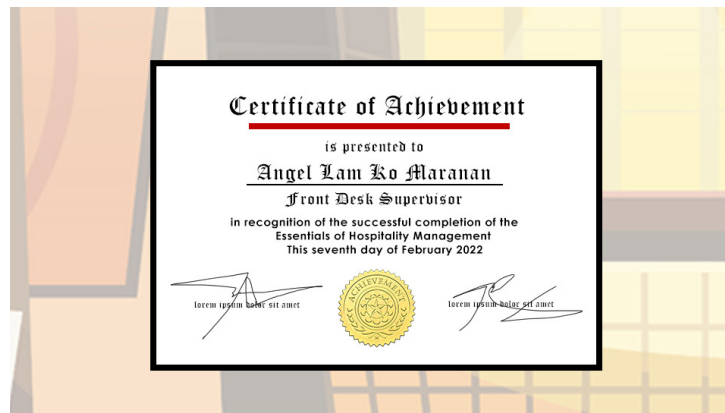 Certificate of Achievement
is presented to
Angel Lam Ko Maranan
Front Desk Supervisor
in recognition of the successful completion of the
Essentials of Hospitality Management
This seventh day of February 2022
lorem ipsum dolor sit amet
ACHIEVEMENT
lorem ipsum dolor sit amet